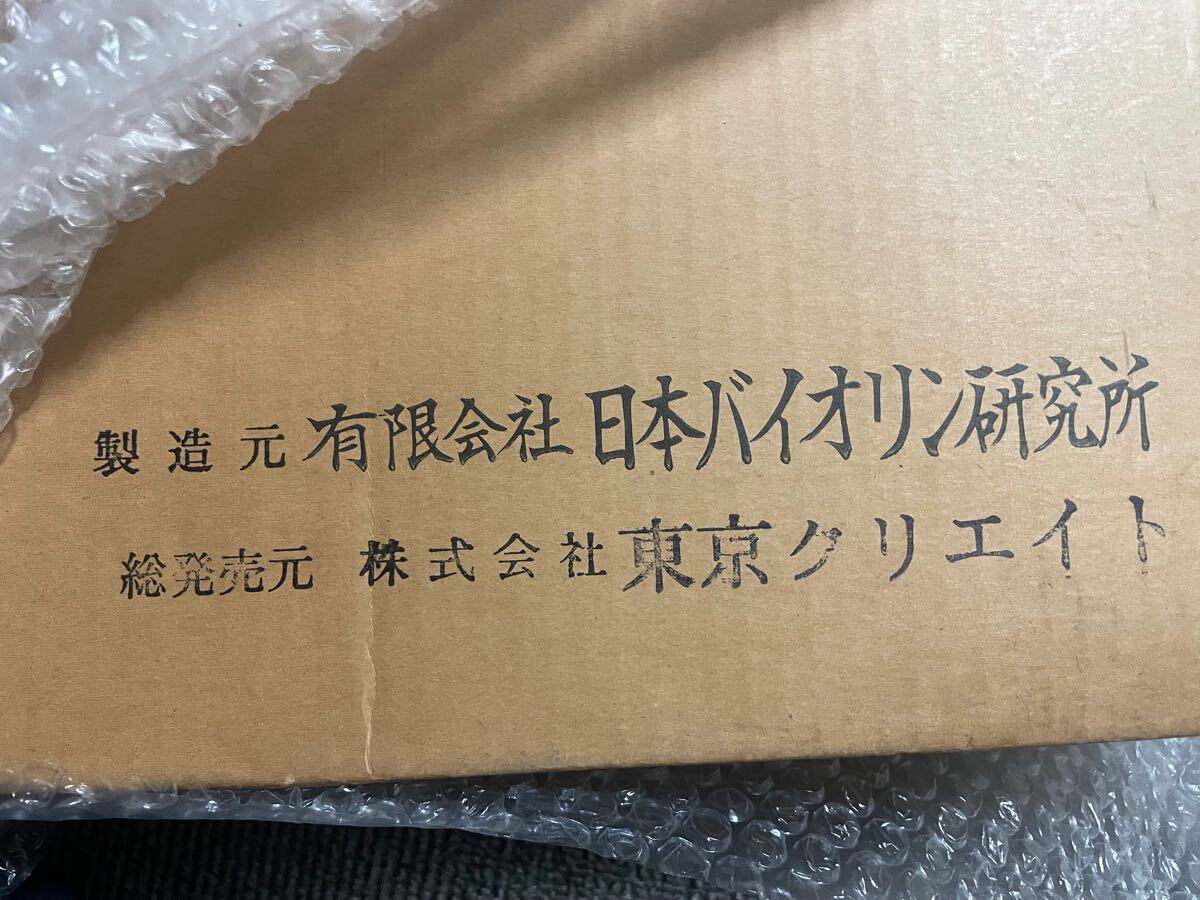 製造元 有限会社 日本バイオリン研究所
総発売元 株式会社 東京クリエイト